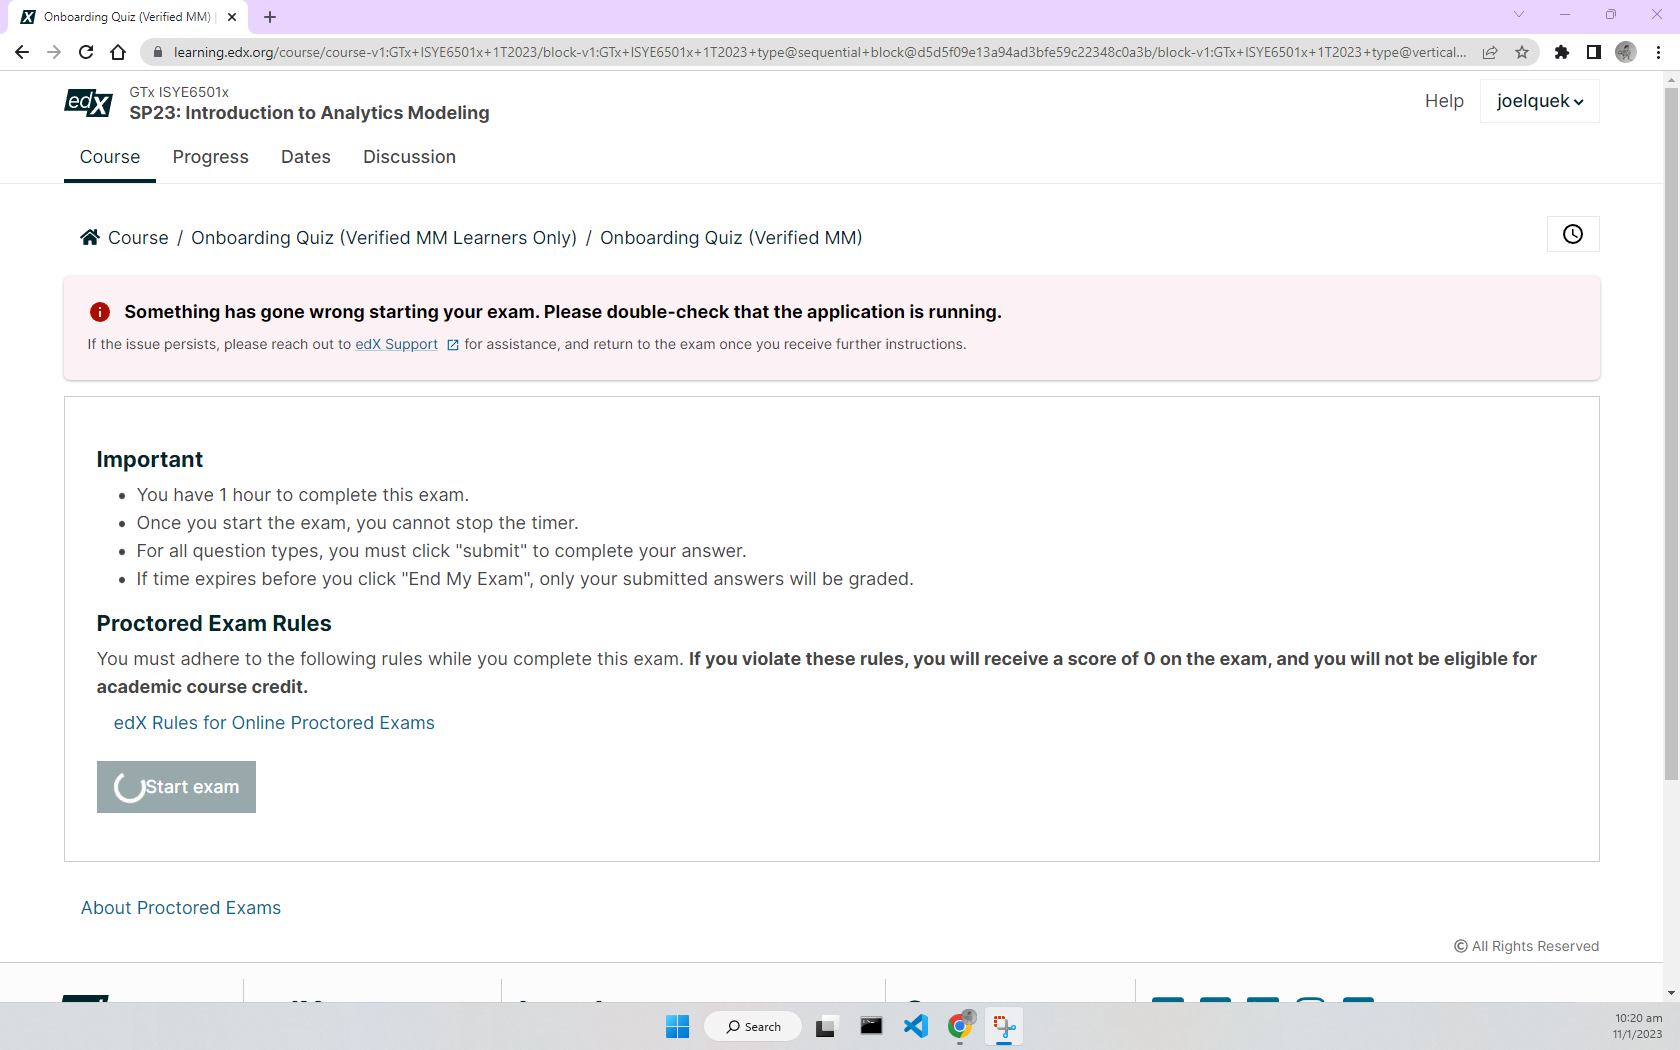 Onboarding Quiz (Verified MM) |
learning.edx.org/course/course-v1:GTx+ISYE6501x+1T2023/block-v1:GTx+ISYE6501x+1T2023+type@sequential+block@d5d5f09e13a94ad3bfe59c22348c0a3b/block-v1:GTx+ISYE6501x+1T2023+type@vertical...
edX
GTx ISYE6501x
SP23: Introduction to Analytics Modeling
Help
joelquek
Course Progress Dates Discussion
Course / Onboarding Quiz (Verified MM Learners Only) / Onboarding Quiz (Verified MM)
Something has gone wrong starting your exam. Please double-check that the application is running.
If the issue persists, please reach out to edX Support for assistance, and return to the exam once you receive further instructions.
Important
• You have 1 hour to complete this exam.
• Once you start the exam, you cannot stop the timer.
• For all question types, you must click "submit" to complete your answer.
• If time expires before you click "End My Exam", only your submitted answers will be graded.
Proctored Exam Rules
You must adhere to the following rules while you complete this exam. If you violate these rules, you will receive a score of 0 on the exam, and you will not be eligible for
academic course credit.
edX Rules for Online Proctored Exams
Start exam
About Proctored Exams
© All Rights Reserved
Search
10:20 am
11/1/2023